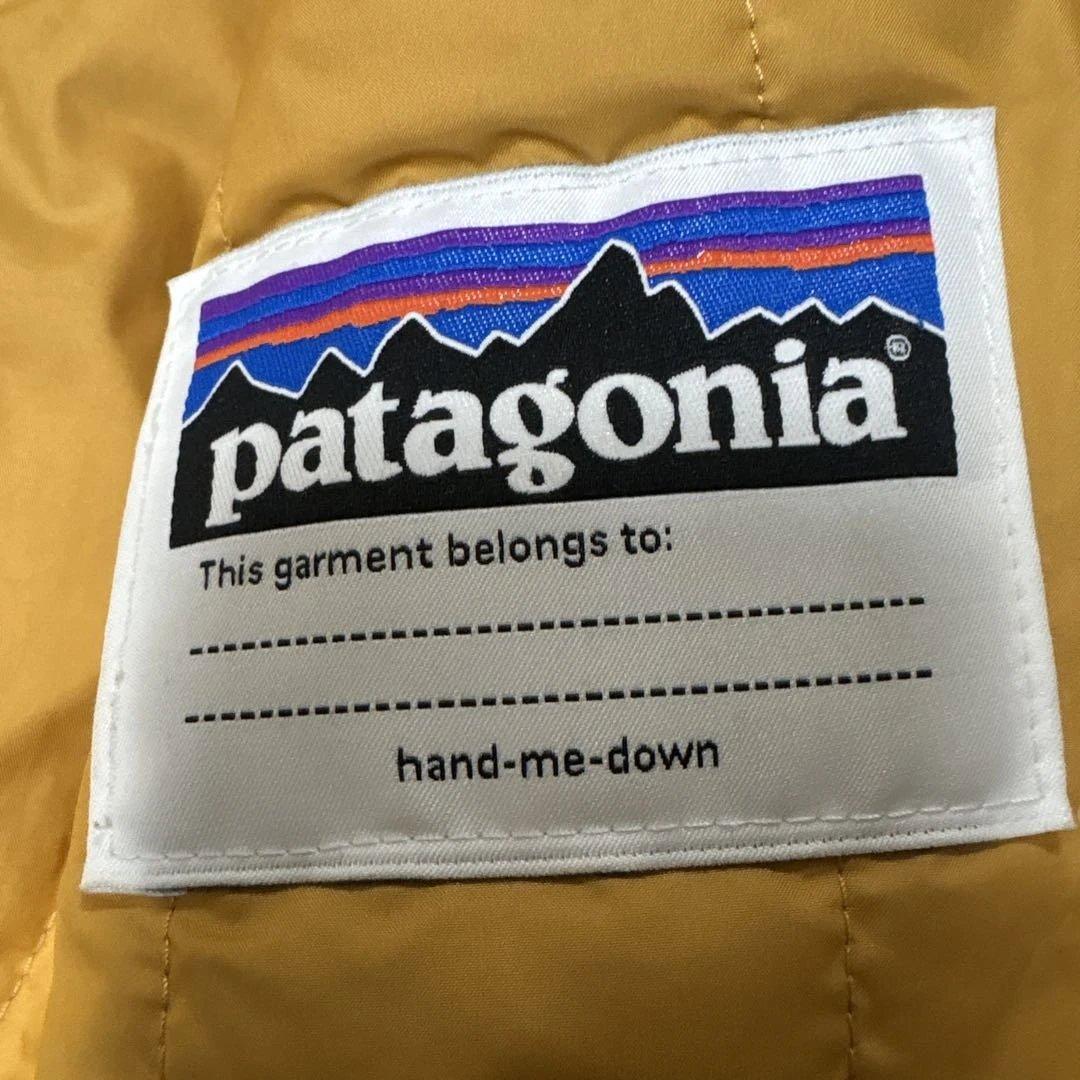 patagonia®
This garment belongs to:
hand-me-down